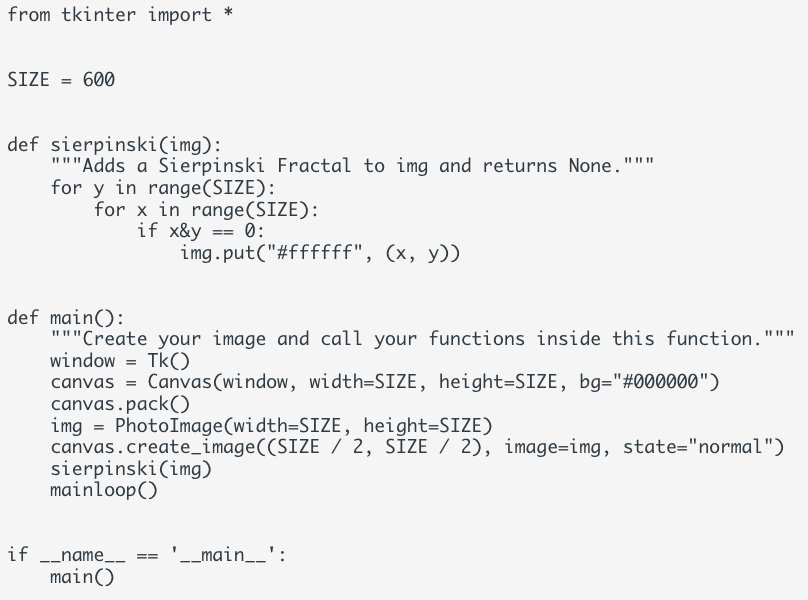 from tkinter import *
SIZE = 600
def sierpinski(img):
    """Adds a Sierpinski Fractal to img and returns None."""
    for y in range(SIZE):
        for x in range(SIZE):
            if x&y == 0:
                img.put("#ffffff", (x, y))
def main():
    """Create your image and call your functions inside this function."""
    window = Tk()
    canvas = Canvas(window, width=SIZE, height=SIZE, bg="#000000")
    canvas.pack()
    img = PhotoImage(width=SIZE, height=SIZE)
    canvas.create_image((SIZE / 2, SIZE / 2), image=img, state="normal")
    sierpinski(img)
    mainloop()
if __name__ == '__main__':
    main()